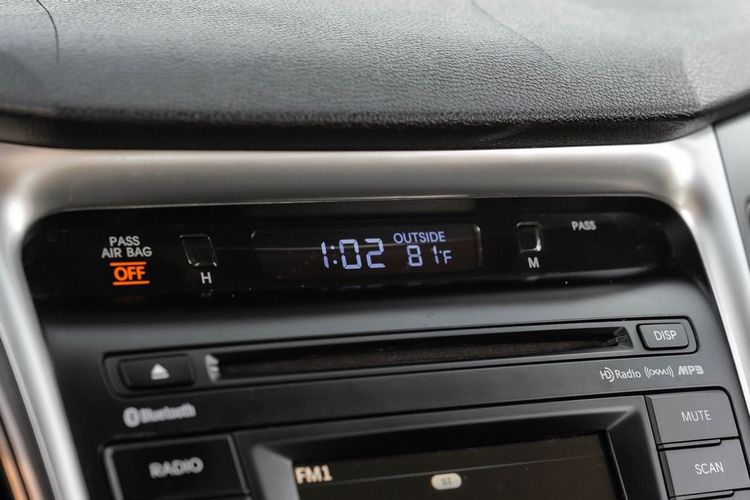 PASS
AIR BAG
OFF
H
1:02
OUTSIDE
81°F
M
PASS
DISP
HD Radio ((XM)) MP3
Bluetooth
MUTE
RADIO
FM1
ST
SCAN